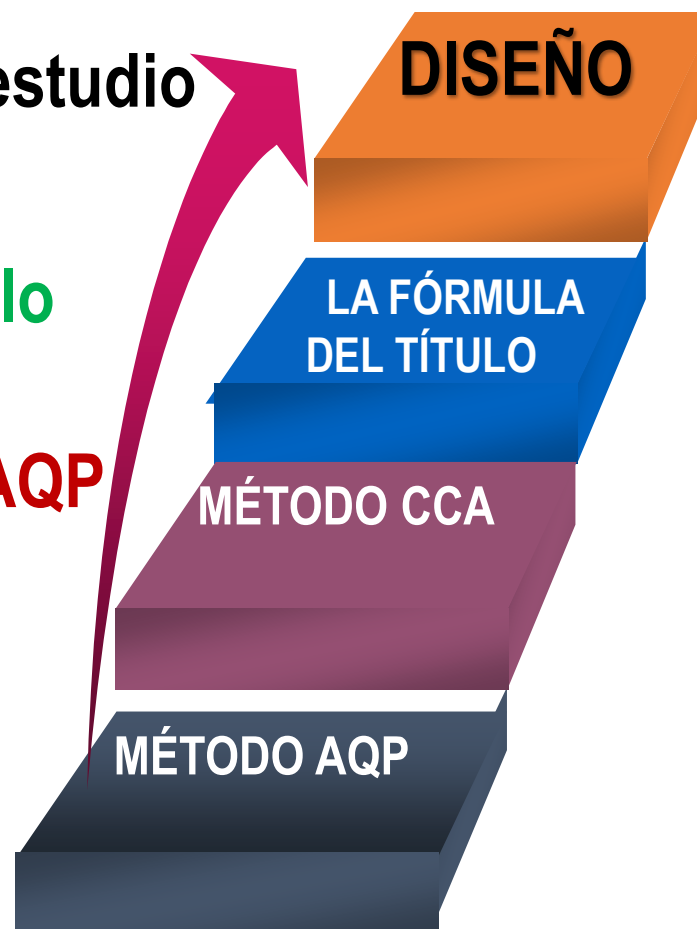 estudio
DISEÑO
lo
LA FÓRMULA
DEL TÍTULO
AQP
MÉTODO CCA
MÉTODO AQP